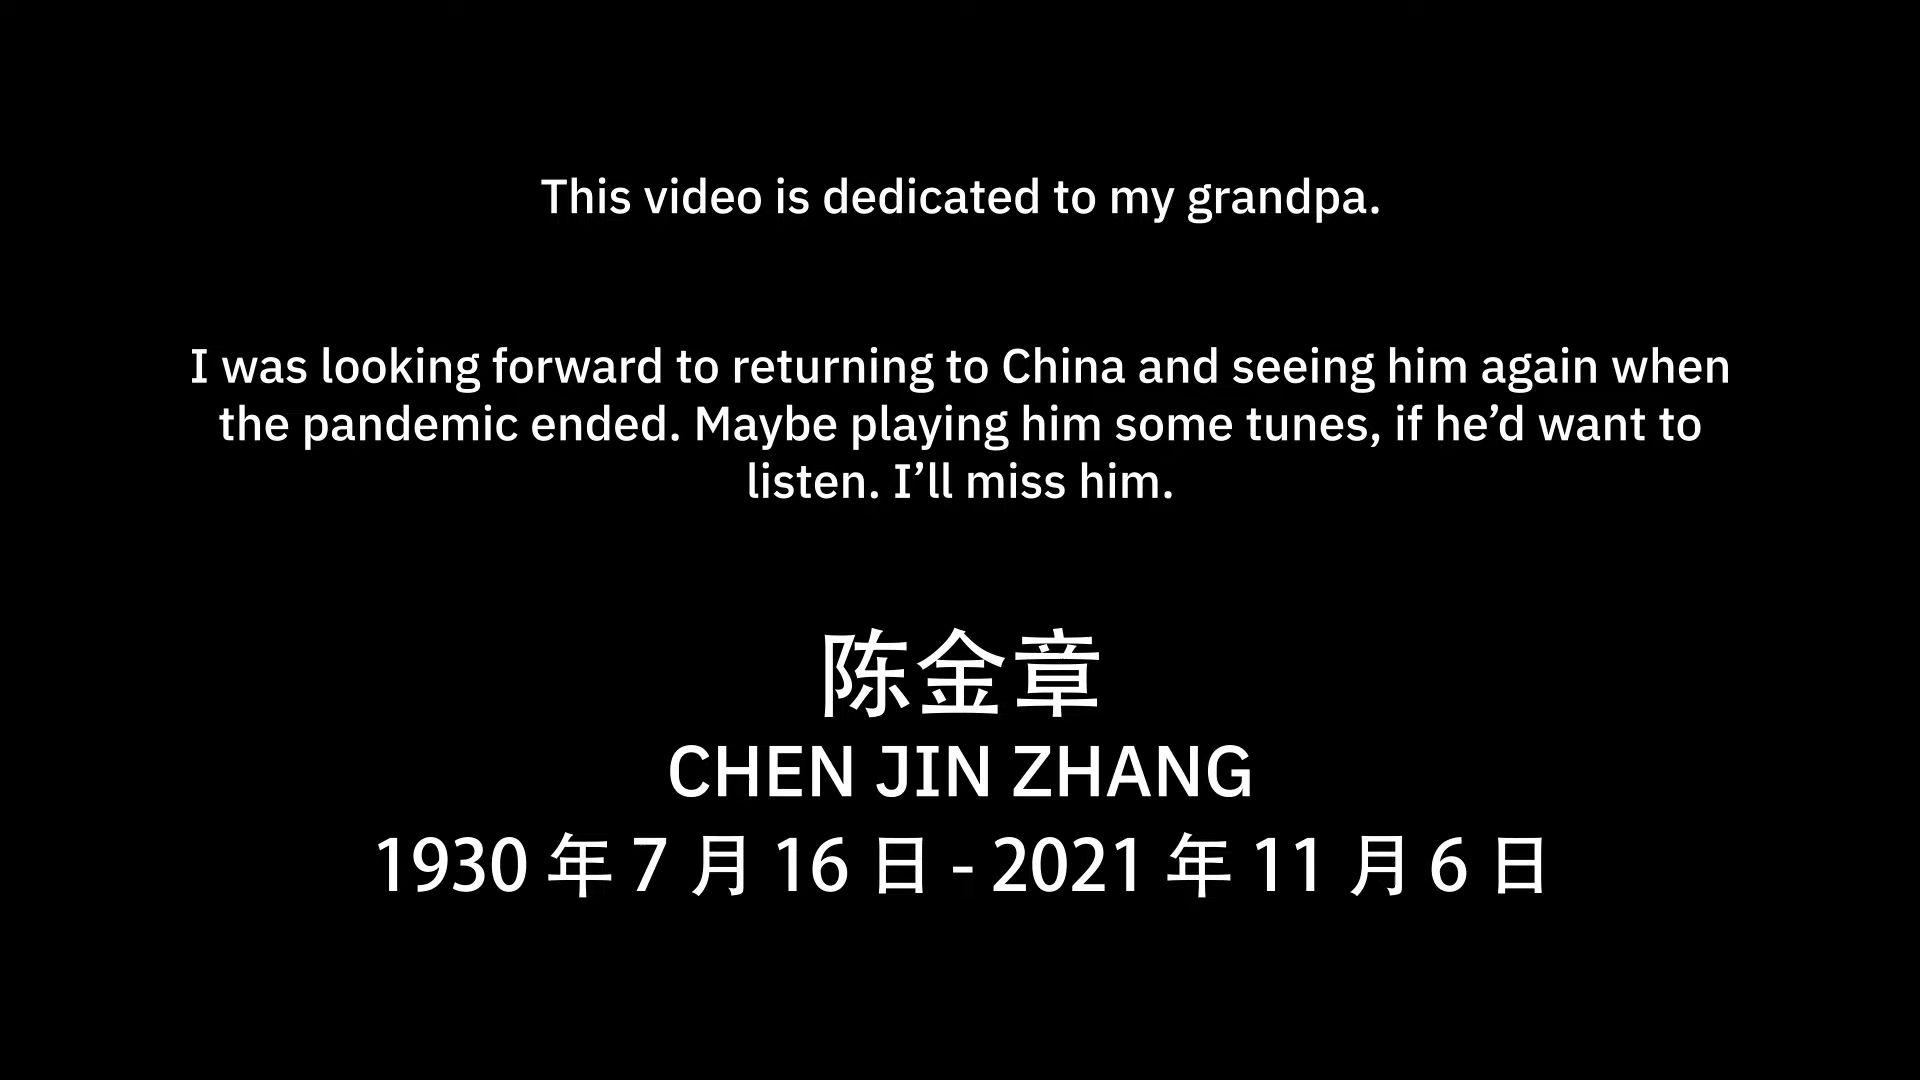 This video is dedicated to my grandpa.
I was looking forward to returning to China and seeing him again when
the pandemic ended. Maybe playing him some tunes, if he’d want to
listen. I’ll miss him.
陈金章
CHEN JIN ZHANG
1930 年 7 月 16 日 - 2021 年 11 月 6 日